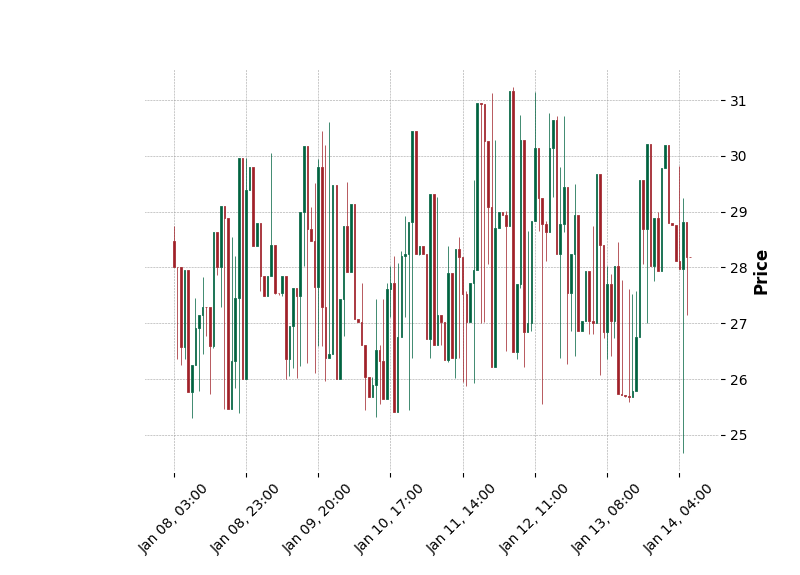 31
30
29
28
27
26
25
Price
Jan 08, 03:00
Jan 08, 23:00
Jan 09, 20:00
Jan 10, 17:00
Jan 11, 14:00
Jan 12, 11:00
Jan 13, 08:00
Jan 14, 04:00